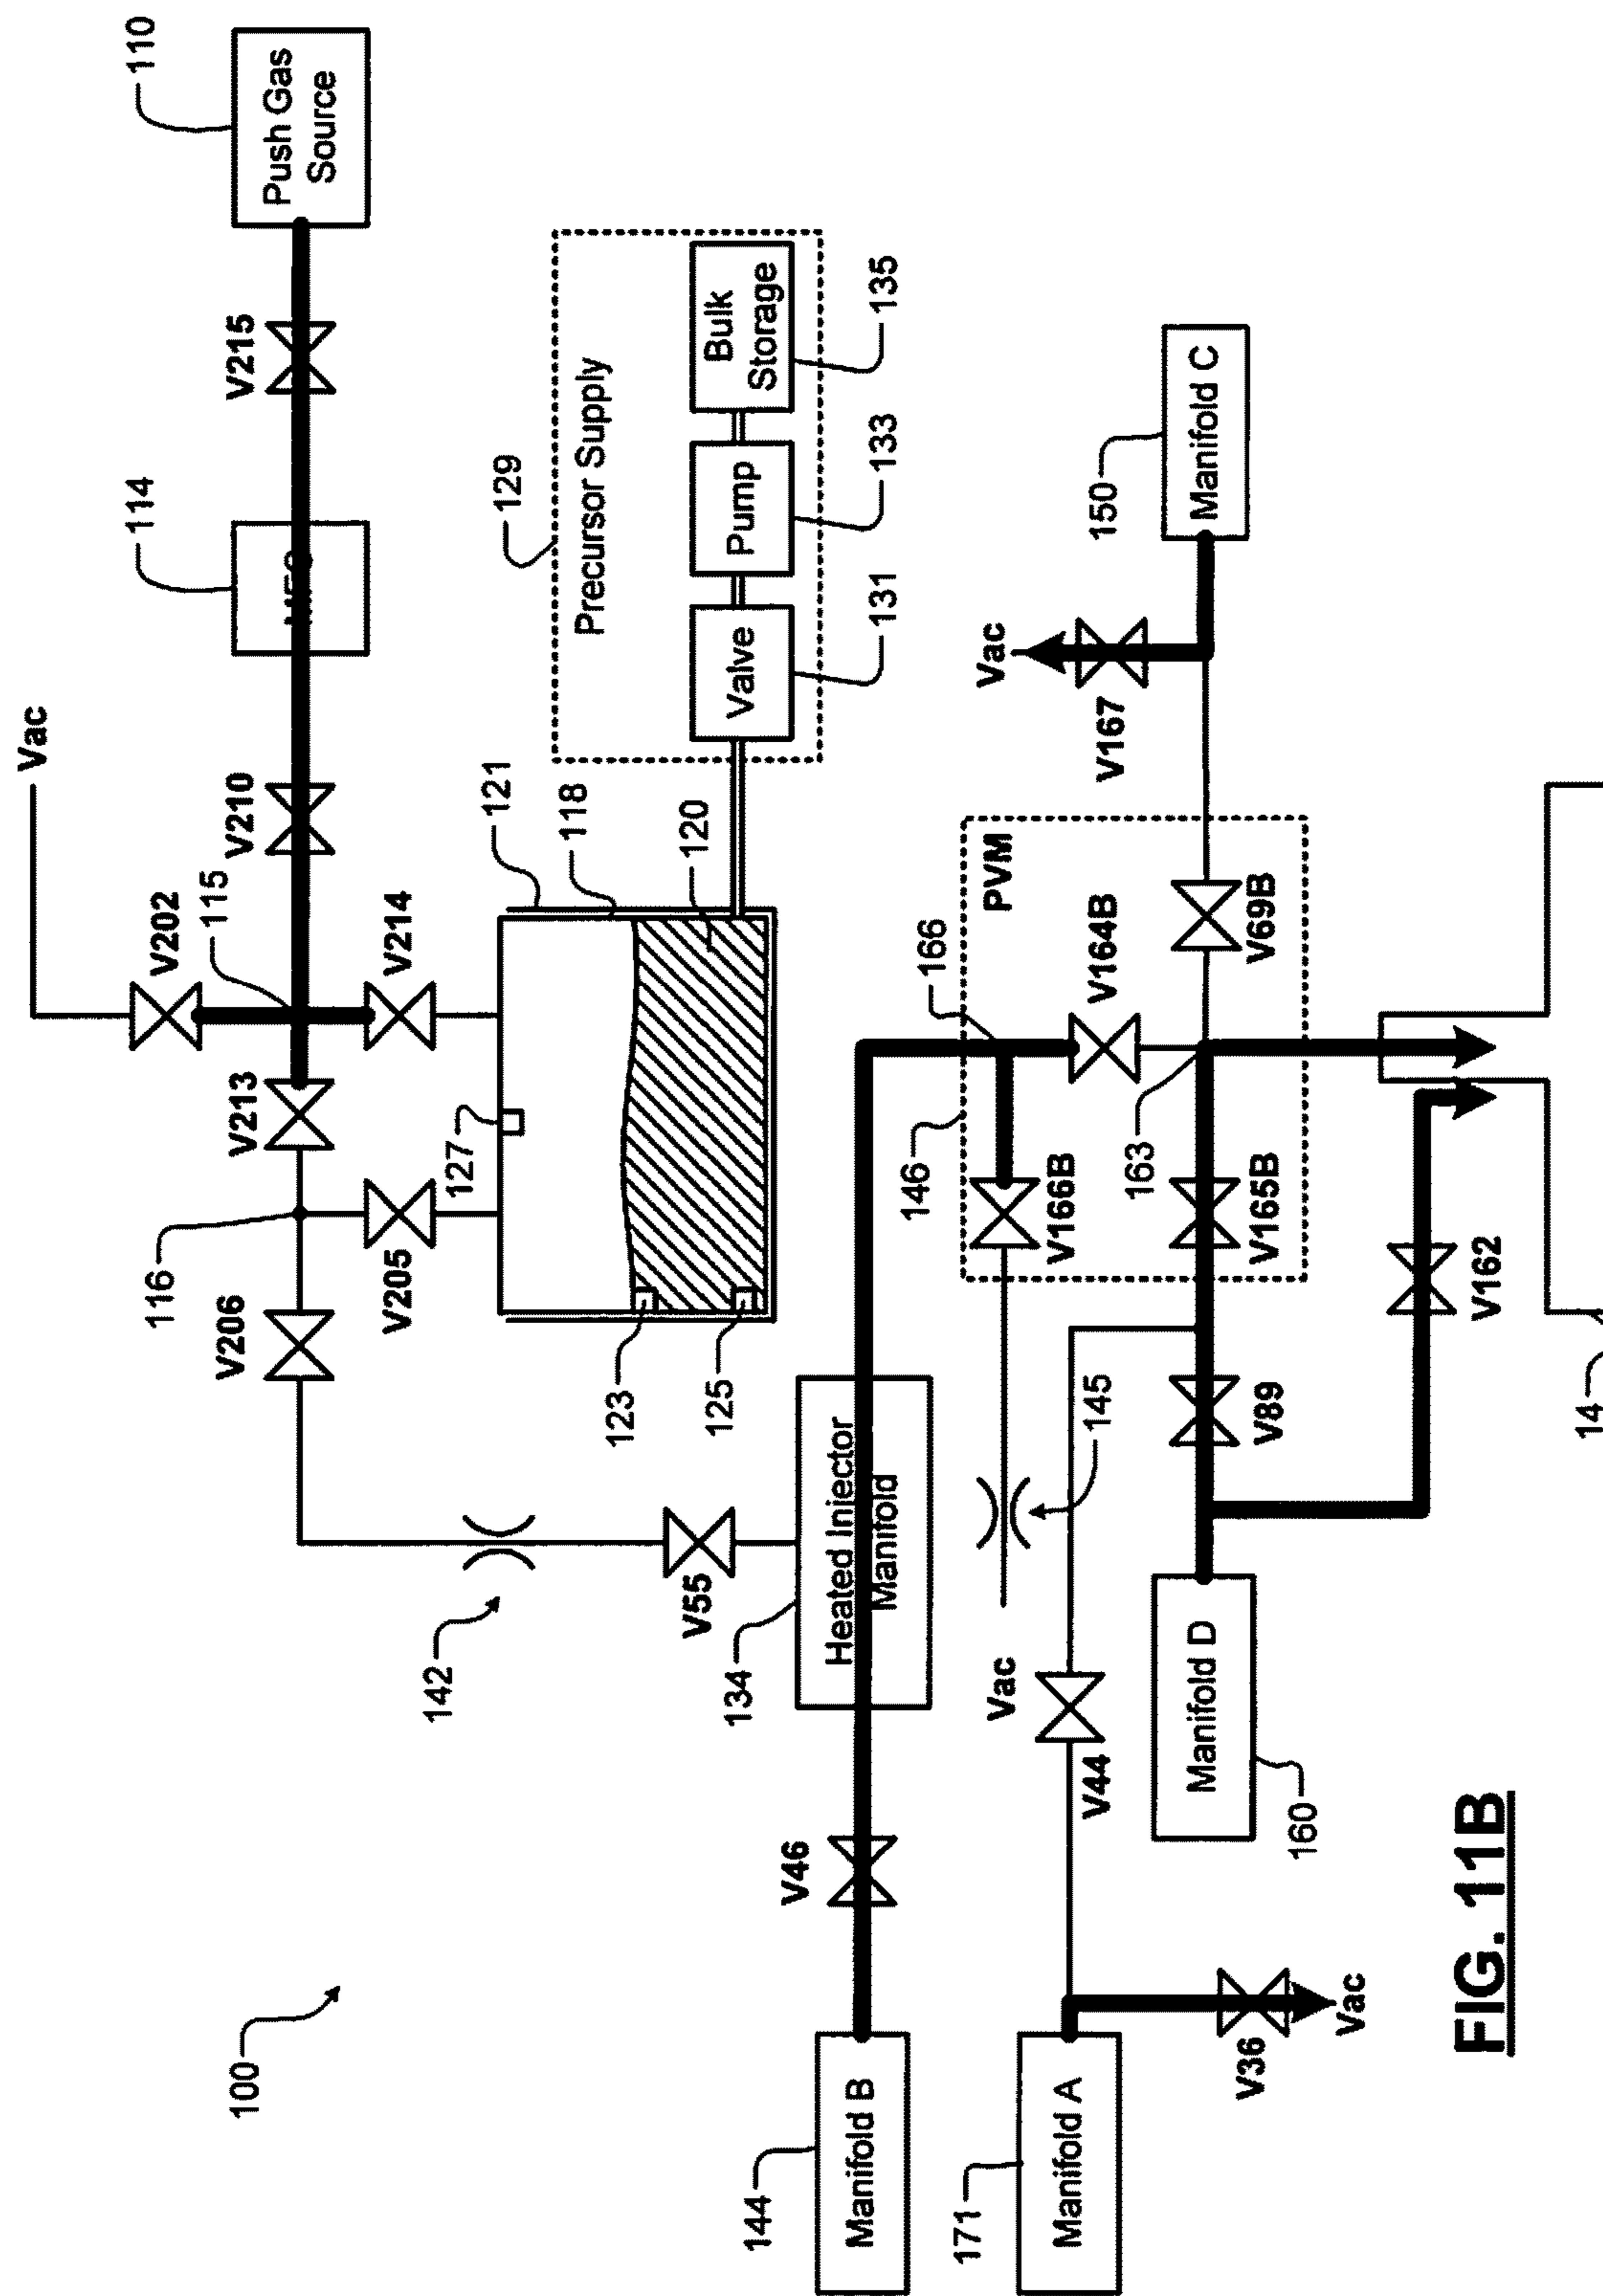 Vac
110
114
116
V202
115
V206
V213
V210
V215
100
Push Gas
Source
V205
V214
142
127
121
129
118
Precursor Supply
123
V55
120
125
134
Valve
Pump
Bulk
Storage
144
V46
Heated Injector
Manifold
131
133
135
Manifold B
146
166
171
Vac
PVM
Vac
V166B
V164B
Manifold A
V44
145
V167
150
163
Manifold D
Manifold C
V36
V89
V165B
V69B
160
Vac
V162
FIG. 11B
14